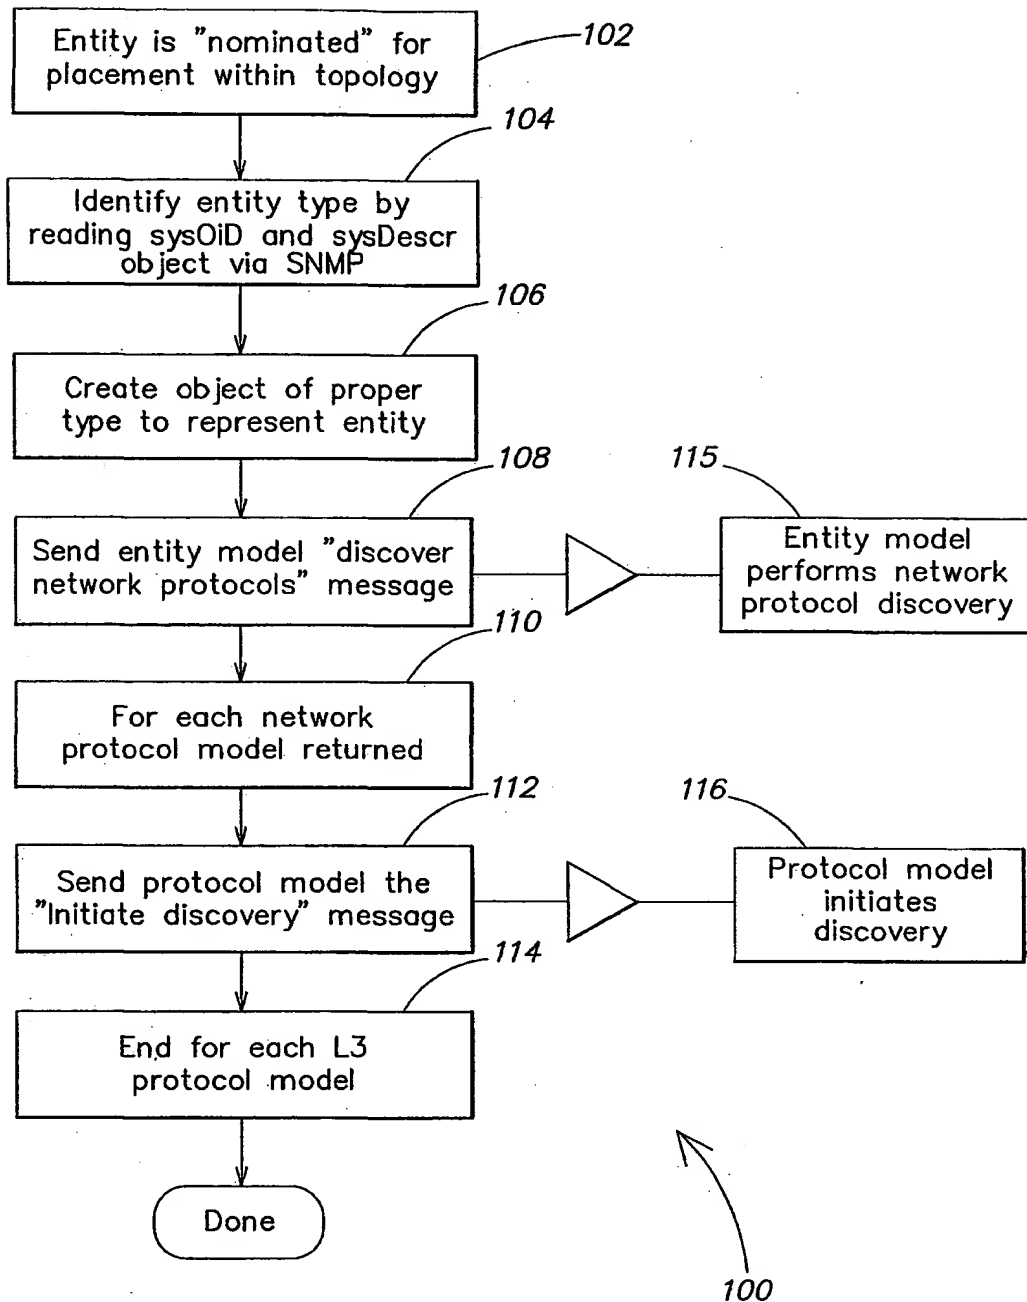 Entity is "nominated" for
placement within topology
102
104
Identify entity type by
reading sysOiD and sysDescr
object via SNMP
106
Create object of proper
type to represent entity
108
115
Send entity model "discover
network protocols" message
Entity model
performs network
protocol discovery
110
For each network
protocol model returned
112
116
Send protocol model the
"Initiate discovery" message
Protocol model
initiates
discovery
114
End for each L3
protocol model
Done
100